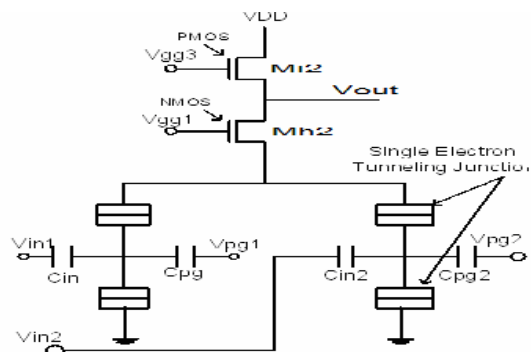 VDD
PMOS
Vgg3
Mi2
Vout
NMOS
Vgg1
Mh2
Single Electron
Tunneling Junction
Vin1
Cin
Cpg
Vpg1
Cin2
Cpg2
Vpg2
Vin2